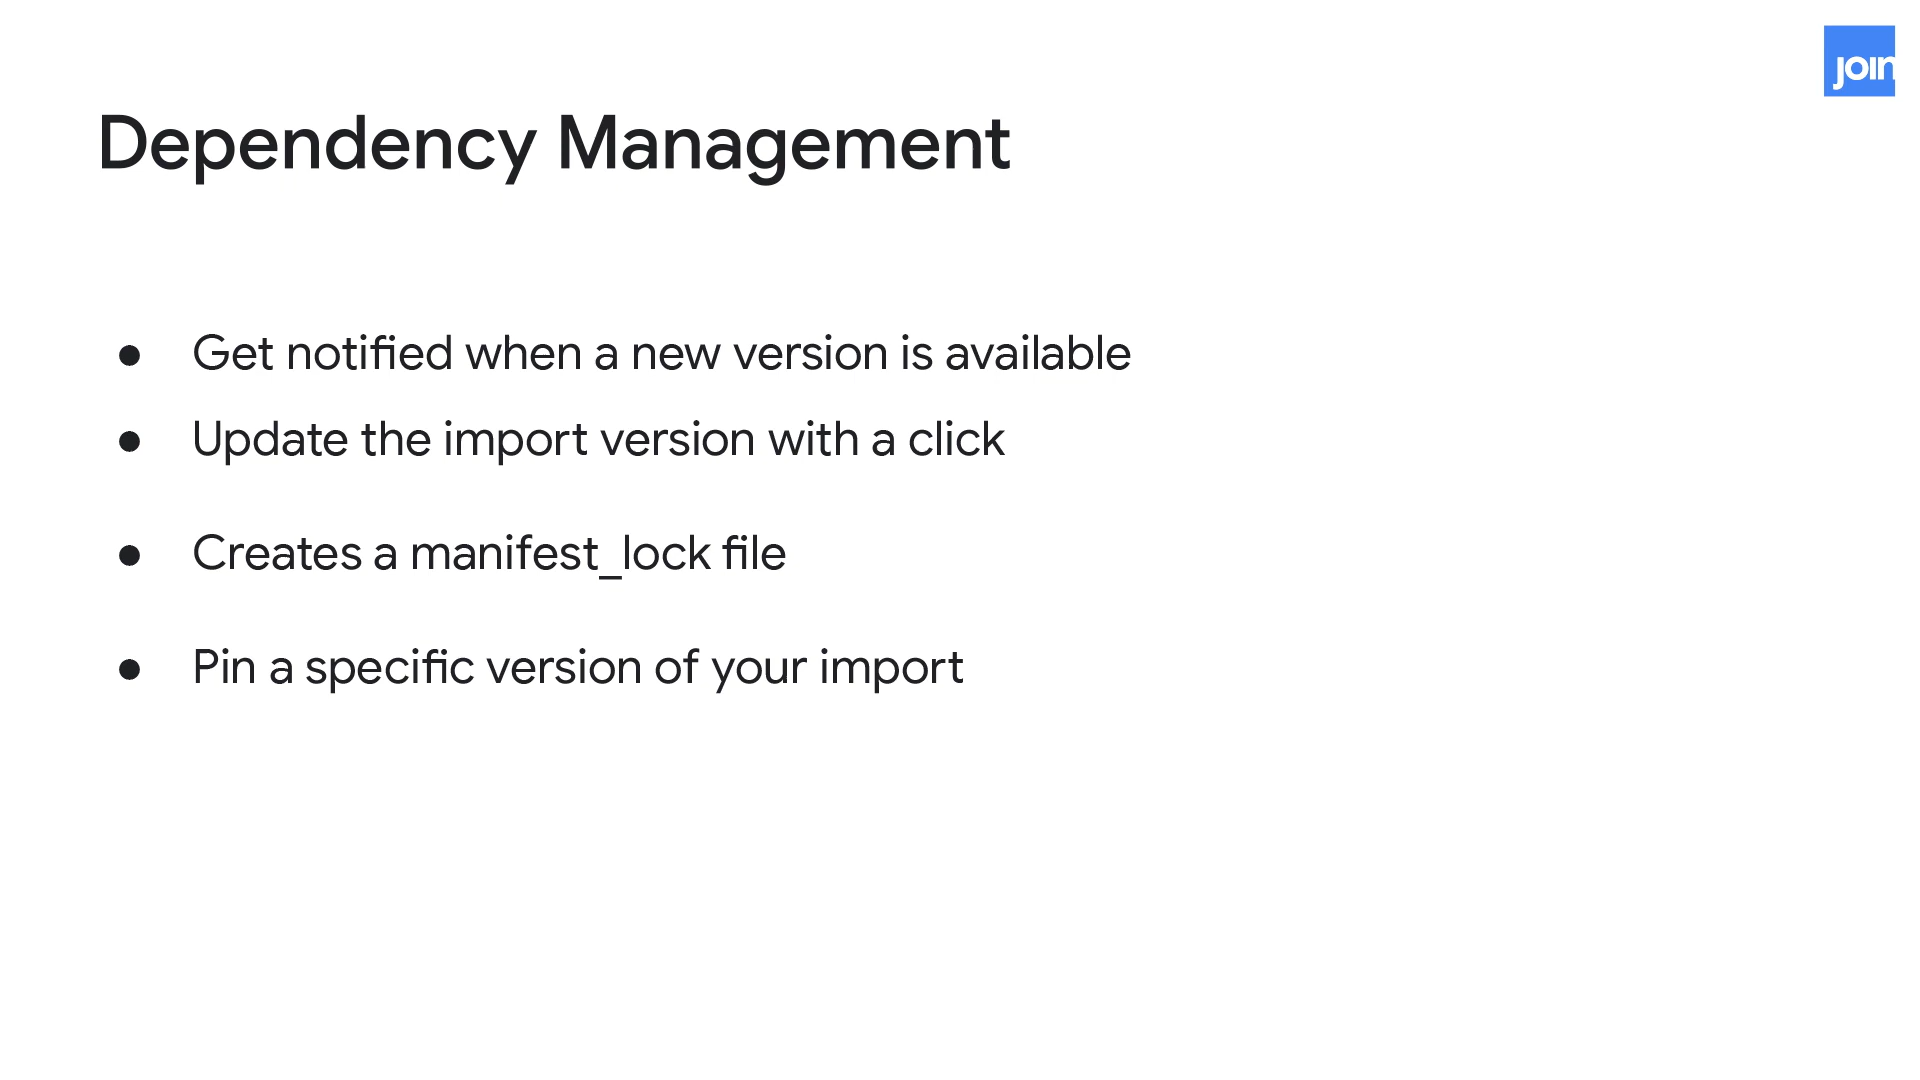 join
Dependency Management
● Get notified when a new version is available
● Update the import version with a click
● Creates a manifest_lock file
● Pin a specific version of your import